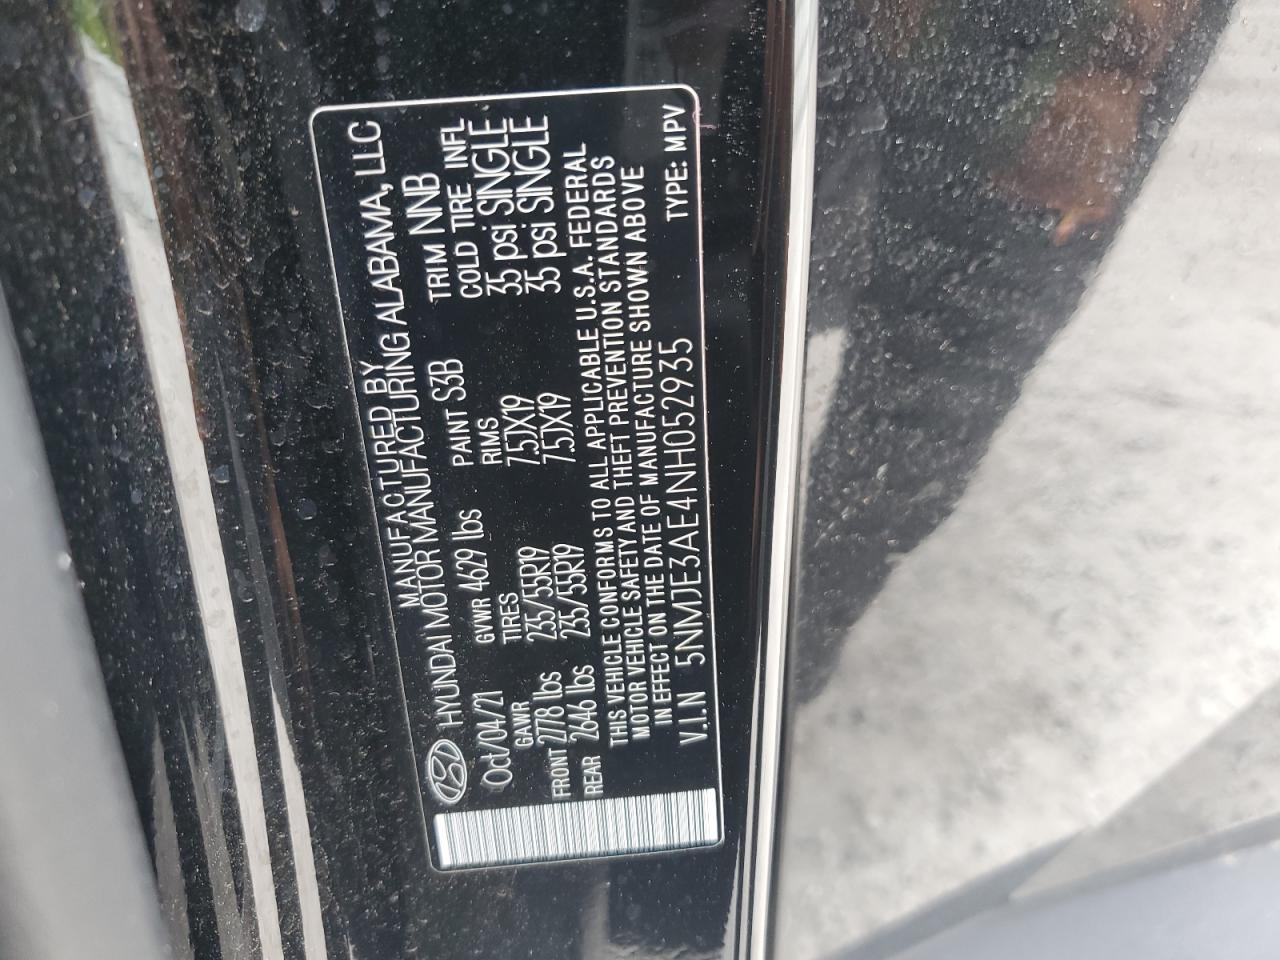 MANUFACTURED BY
HYUNDAI MOTOR MANUFACTURING ALABAMA, LLC
Oct/04/21 GVWR 4629 lbs PAINT S3B TRIM NNB
GAWR TIRES RIMS COLD TIRE INFL
FRONT 2778 lbs 235/55R19 7.5JX19 35 psi SINGLE
REAR 2646 lbs 235/55R19 7.5JX19 35 psi SINGLE
THIS VEHICLE CONFORMS TO ALL APPLICABLE U.S.A. FEDERAL
MOTOR VEHICLE SAFETY AND THEFT PREVENTION STANDARDS
IN EFFECT ON THE DATE OF MANUFACTURE SHOWN ABOVE
V.I.N 5NMJE3AE4NH052935 TYPE: MPV